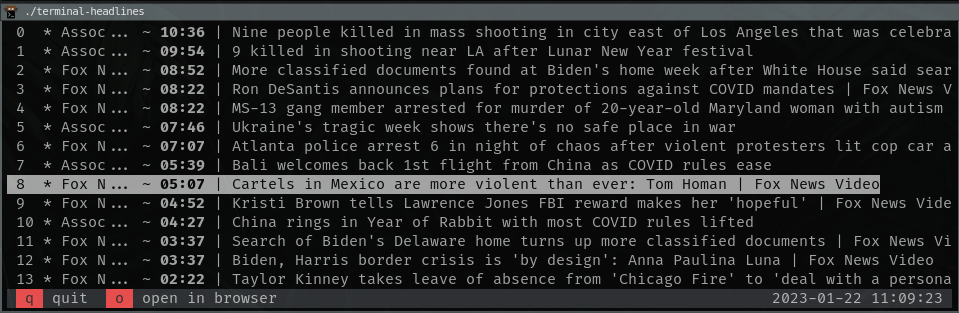 ./terminal-headlines
0 * Assoc... ~ 10:36 | Nine people killed in mass shooting in city east of Los Angeles that was celebra
1 * Assoc... ~ 09:54 | 9 killed in shooting near LA after Lunar New Year festival
2 * Fox N... ~ 08:52 | More classified documents found at Biden's home week after White House said sear
3 * Fox N... ~ 08:22 | Ron DeSantis announces plans for protections against COVID mandates | Fox News V
4 * Fox N... ~ 08:22 | MS-13 gang member arrested for murder of 20-year-old Maryland woman with autism
5 * Assoc... ~ 07:46 | Ukraine's tragic week shows there's no safe place in war
6 * Fox N... ~ 07:07 | Atlanta police arrest 6 in night of chaos after violent protesters lit cop car a
7 * Assoc... ~ 05:39 | Bali welcomes back 1st flight from China as COVID rules ease
8 * Fox N... ~ 05:07 | Cartels in Mexico are more violent than ever: Tom Homan | Fox News Video
9 * Fox N... ~ 04:52 | Kristi Brown tells Lawrence Jones FBI reward makes her 'hopeful' | Fox News Vide
10 * Assoc... ~ 04:27 | China rings in Year of Rabbit with most COVID rules lifted
11 * Fox N... ~ 03:37 | Search of Biden's Delaware home turns up more classified documents | Fox News Vi
12 * Fox N... ~ 03:37 | Biden, Harris border crisis is 'by design': Anna Paulina Luna | Fox News Video
13 * Fox N... ~ 02:22 | Taylor Kinney takes leave of absence from 'Chicago Fire' to 'deal with a persona
q quit o open in browser 2023-01-22 11:09:23